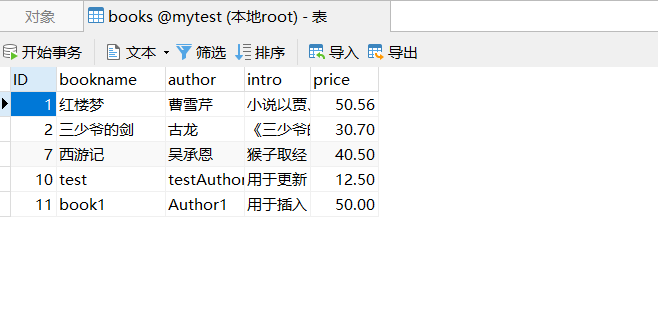 对象 books @mytest (本地root) - 表
开始事务 文本 筛选 排序 导入 导出
ID bookname author intro price
1 红楼梦 曹雪芹 小说以贾、 50.56
2 三少爷的剑 古龙 《三少爷的 30.70
7 西游记 吴承恩 猴子取经 40.50
10 test testAuthor 用于更新 12.50
11 book1 Author1 用于插入 50.00